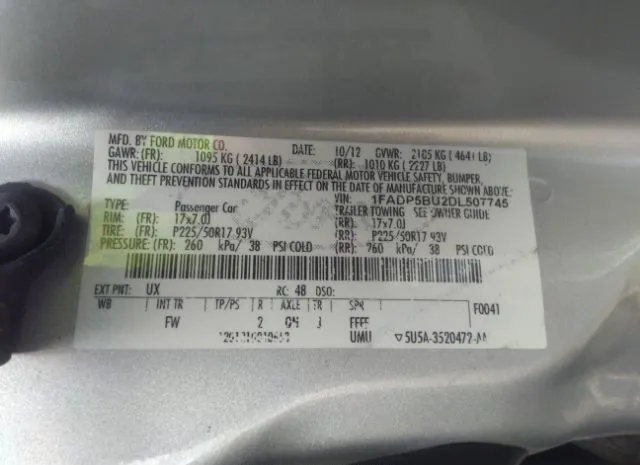 MFD. BY FORD MOTOR CO.
DATE: 10/12 GVWR: 2105 KG (4641 LB)
GAWR: (FR): 1095 KG (2414 LB) (RR): 1010 KG (2227 LB)
THIS VEHICLE CONFORMS TO ALL APPLICABLE FEDERAL MOTOR VEHICLE SAFETY, BUMPER,
AND THEFT PREVENTION STANDARDS IN EFFECT ON THE DATE OF MANUFACTURE SHOWN ABOVE.
VIN: 1FADP5BU2DL507745
TYPE: Passenger Car TRAILER TOWING SEE OWNER GUIDE
RIM: (FR): 17x7.0J (RR): 17x7.0J
TIRE: (FR): P225/50R17 93V (RR): P225/50R17 93V
PRESSURE: (FR): 260 kPa/ 38 PSI COLD (RR): 260 kPa/ 38 PSI COLD
EXT PNT: UX RC: 48 DSO:
WB INT TR TP/PS R AXLE TR SPR F0041
FW 2 J FFFF
UMU 5U5A-3520472-AA